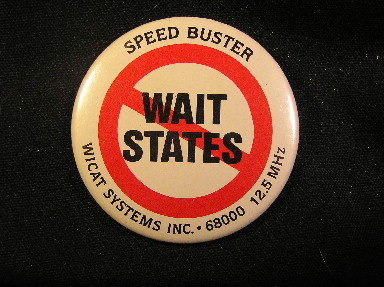 SPEED BUSTER
WAIT
STATES
WICAT SYSTEMS INC. • 68000 12.5 MHz